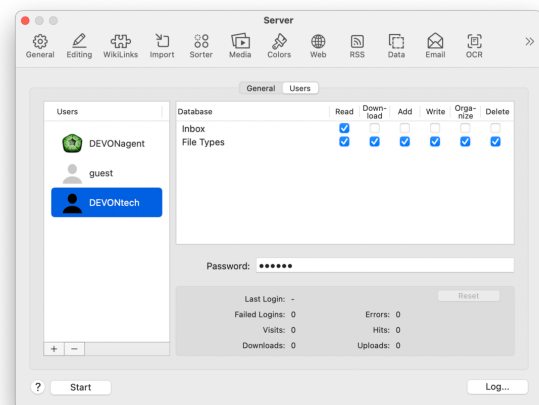 Server
General Editing WikiLinks Import Sorter Media Colors Web RSS Data Email OCR »
General Users
Users
DEVONagent
guest
DEVONtech
+ −
Database Read Down-load Add Write Orga-nize Delete
Inbox
File Types
Password: ••••••
Reset
Last Login: -
Failed Logins: 0 Errors: 0
Visits: 0 Hits: 0
Downloads: 0 Uploads: 0
? Start Log...